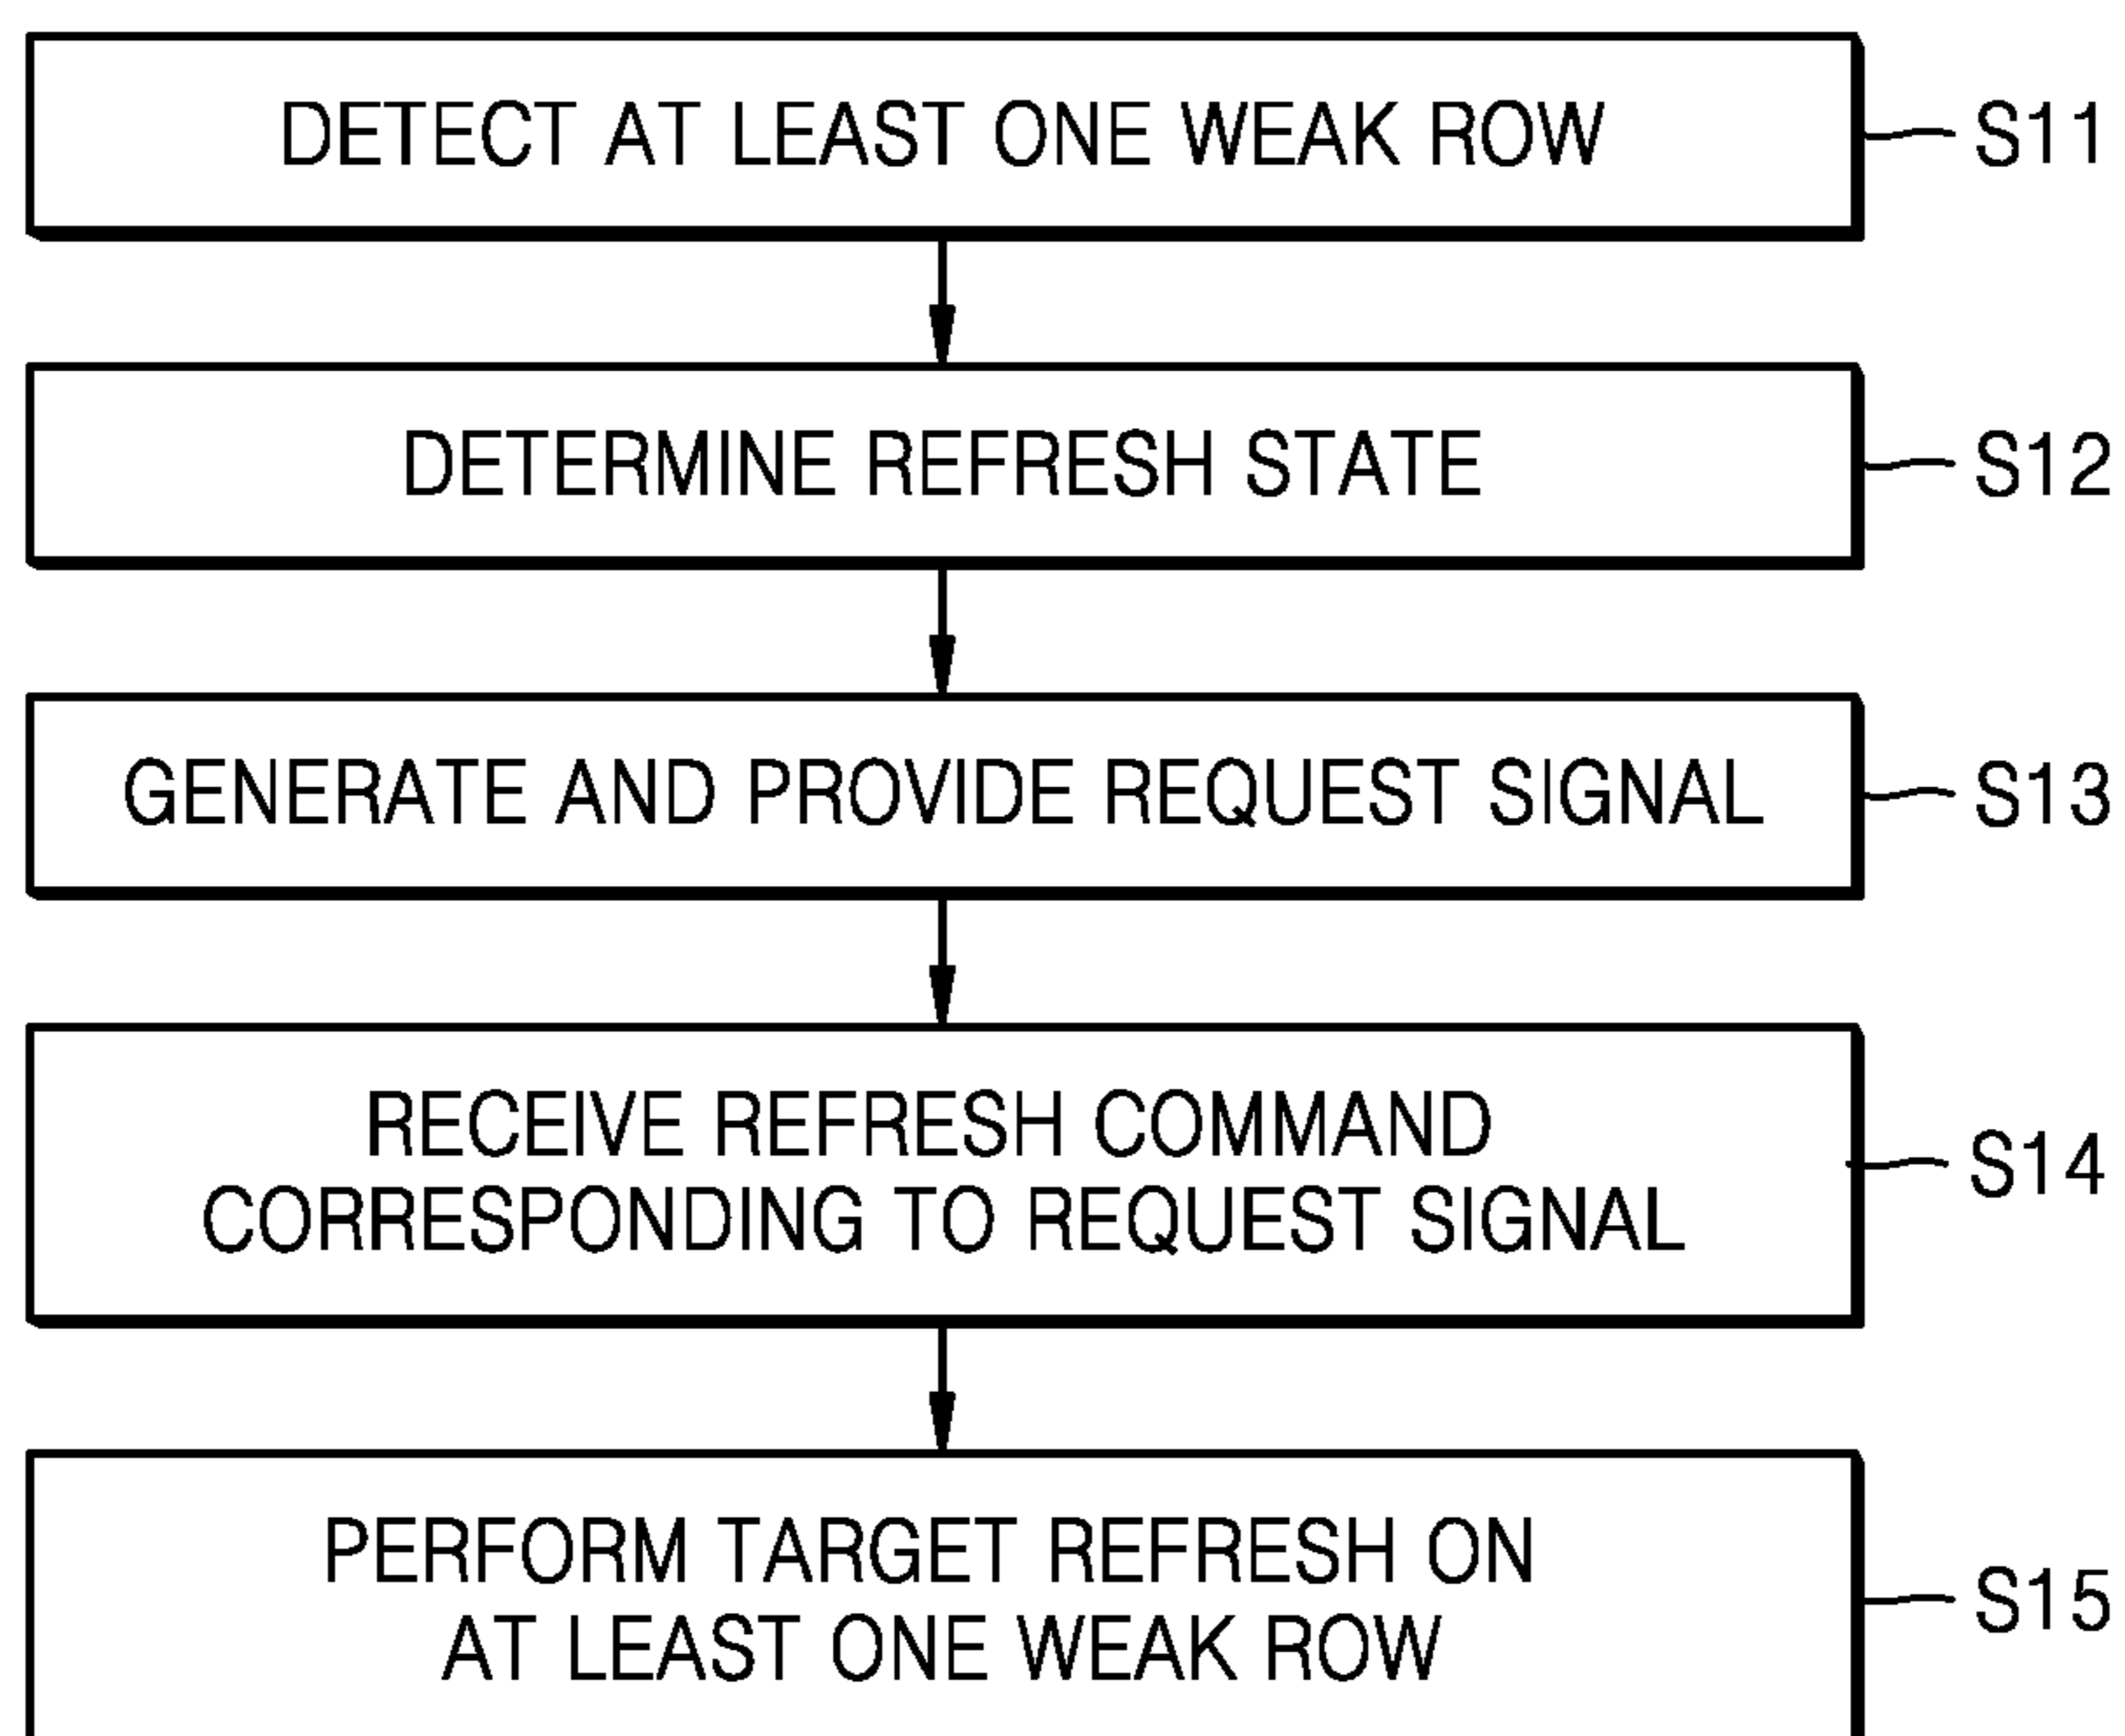 DETECT AT LEAST ONE WEAK ROW
S11
DETERMINE REFRESH STATE
S12
GENERATE AND PROVIDE REQUEST SIGNAL
S13
RECEIVE REFRESH COMMAND
CORRESPONDING TO REQUEST SIGNAL
S14
PERFORM TARGET REFRESH ON
AT LEAST ONE WEAK ROW
S15